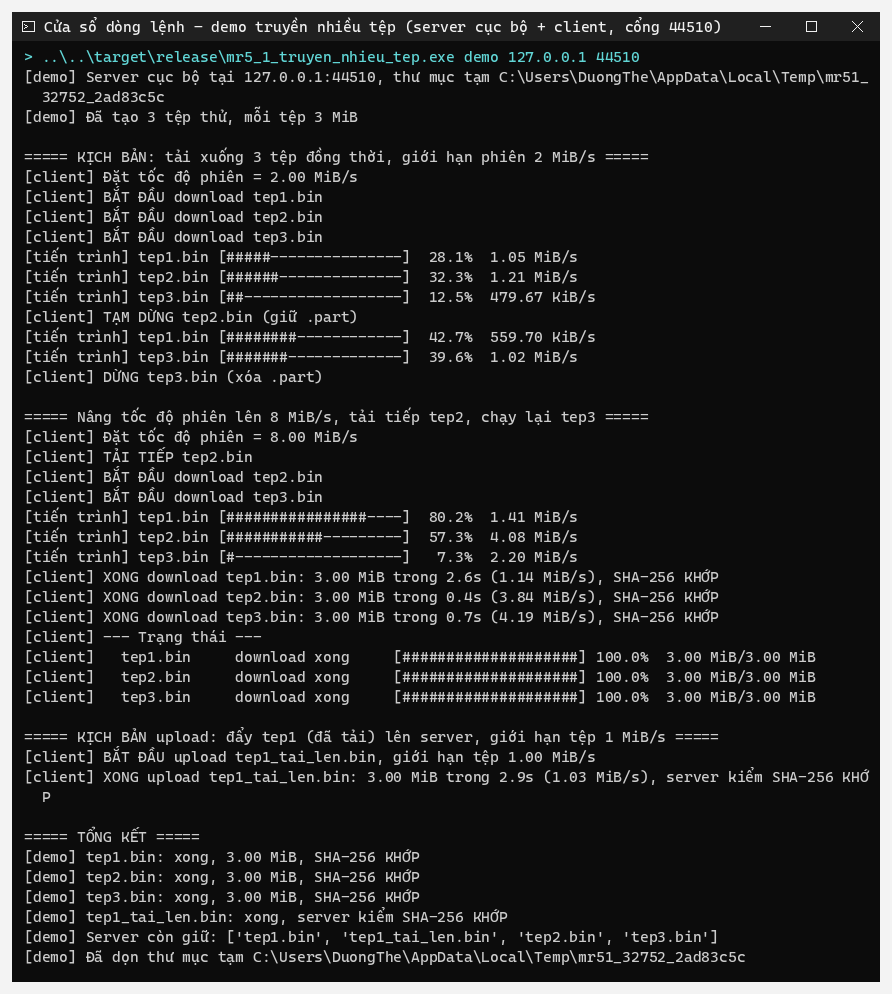 Cửa sổ dòng lệnh — demo truyền nhiều tệp (server cục bộ + client, cổng 44510)
> ..\..\target\release\mr5_1_truyen_nhieu_tep.exe demo 127.0.0.1 44510
[demo] Server cục bộ tại 127.0.0.1:44510, thư mục tạm C:\Users\DuongThe\AppData\Local\Temp\mr51_
32752_2ad83c5c
[demo] Đã tạo 3 tệp thử, mỗi tệp 3 MiB
===== KỊCH BẢN: tải xuống 3 tệp đồng thời, giới hạn phiên 2 MiB/s =====
[client] Đặt tốc độ phiên = 2.00 MiB/s
[client] BẮT ĐẦU download tep1.bin
[client] BẮT ĐẦU download tep2.bin
[client] BẮT ĐẦU download tep3.bin
[tiến trình] tep1.bin [#####---------------]  28.1%  1.05 MiB/s
[tiến trình] tep2.bin [######--------------]  32.3%  1.21 MiB/s
[tiến trình] tep3.bin [##------------------]  12.5%  479.67 KiB/s
[client] TẠM DỪNG tep2.bin (giữ .part)
[tiến trình] tep1.bin [########------------]  42.7%  559.70 KiB/s
[tiến trình] tep3.bin [#######-------------]  39.6%  1.02 MiB/s
[client] DỪNG tep3.bin (xóa .part)
===== Nâng tốc độ phiên lên 8 MiB/s, tải tiếp tep2, chạy lại tep3 =====
[client] Đặt tốc độ phiên = 8.00 MiB/s
[client] TẢI TIẾP tep2.bin
[client] BẮT ĐẦU download tep2.bin
[client] BẮT ĐẦU download tep3.bin
[tiến trình] tep1.bin [################----]  80.2%  1.41 MiB/s
[tiến trình] tep2.bin [###########---------]  57.3%  4.08 MiB/s
[tiến trình] tep3.bin [#-------------------]   7.3%  2.20 MiB/s
[client] XONG download tep1.bin: 3.00 MiB trong 2.6s (1.14 MiB/s), SHA-256 KHỚP
[client] XONG download tep2.bin: 3.00 MiB trong 0.4s (3.84 MiB/s), SHA-256 KHỚP
[client] XONG download tep3.bin: 3.00 MiB trong 0.7s (4.19 MiB/s), SHA-256 KHỚP
[client] --- Trạng thái ---
[client]   tep1.bin     download xong     [####################] 100.0%  3.00 MiB/3.00 MiB
[client]   tep2.bin     download xong     [####################] 100.0%  3.00 MiB/3.00 MiB
[client]   tep3.bin     download xong     [####################] 100.0%  3.00 MiB/3.00 MiB
===== KỊCH BẢN upload: đẩy tep1 (đã tải) lên server, giới hạn tệp 1 MiB/s =====
[client] BẮT ĐẦU upload tep1_tai_len.bin, giới hạn tệp 1.00 MiB/s
[client] XONG upload tep1_tai_len.bin: 3.00 MiB trong 2.9s (1.03 MiB/s), server kiểm SHA-256 KHỚ
P
===== TỔNG KẾT =====
[demo] tep1.bin: xong, 3.00 MiB, SHA-256 KHỚP
[demo] tep2.bin: xong, 3.00 MiB, SHA-256 KHỚP
[demo] tep3.bin: xong, 3.00 MiB, SHA-256 KHỚP
[demo] tep1_tai_len.bin: xong, server kiểm SHA-256 KHỚP
[demo] Server còn giữ: ['tep1.bin', 'tep1_tai_len.bin', 'tep2.bin', 'tep3.bin']
[demo] Đã dọn thư mục tạm C:\Users\DuongThe\AppData\Local\Temp\mr51_32752_2ad83c5c